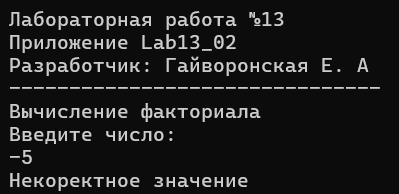 Лабораторная работа №13
Приложение Lab13_02
Разработчик: Гайворонская Е. А
-------------------------------
Вычисление факториала
Введите число:
-5
Некоректное значение